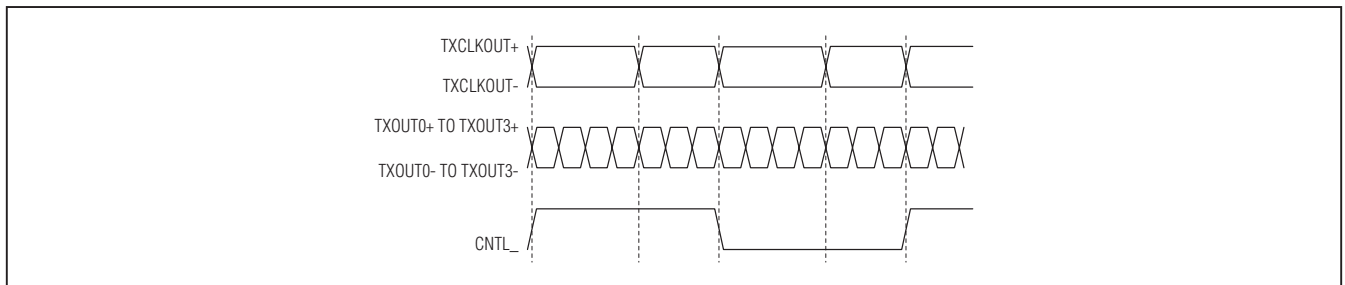 TXCLKOUT+
TXCLKOUT-
TXOUT0+ TO TXOUT3+
TXOUT0- TO TXOUT3-
CNTL_